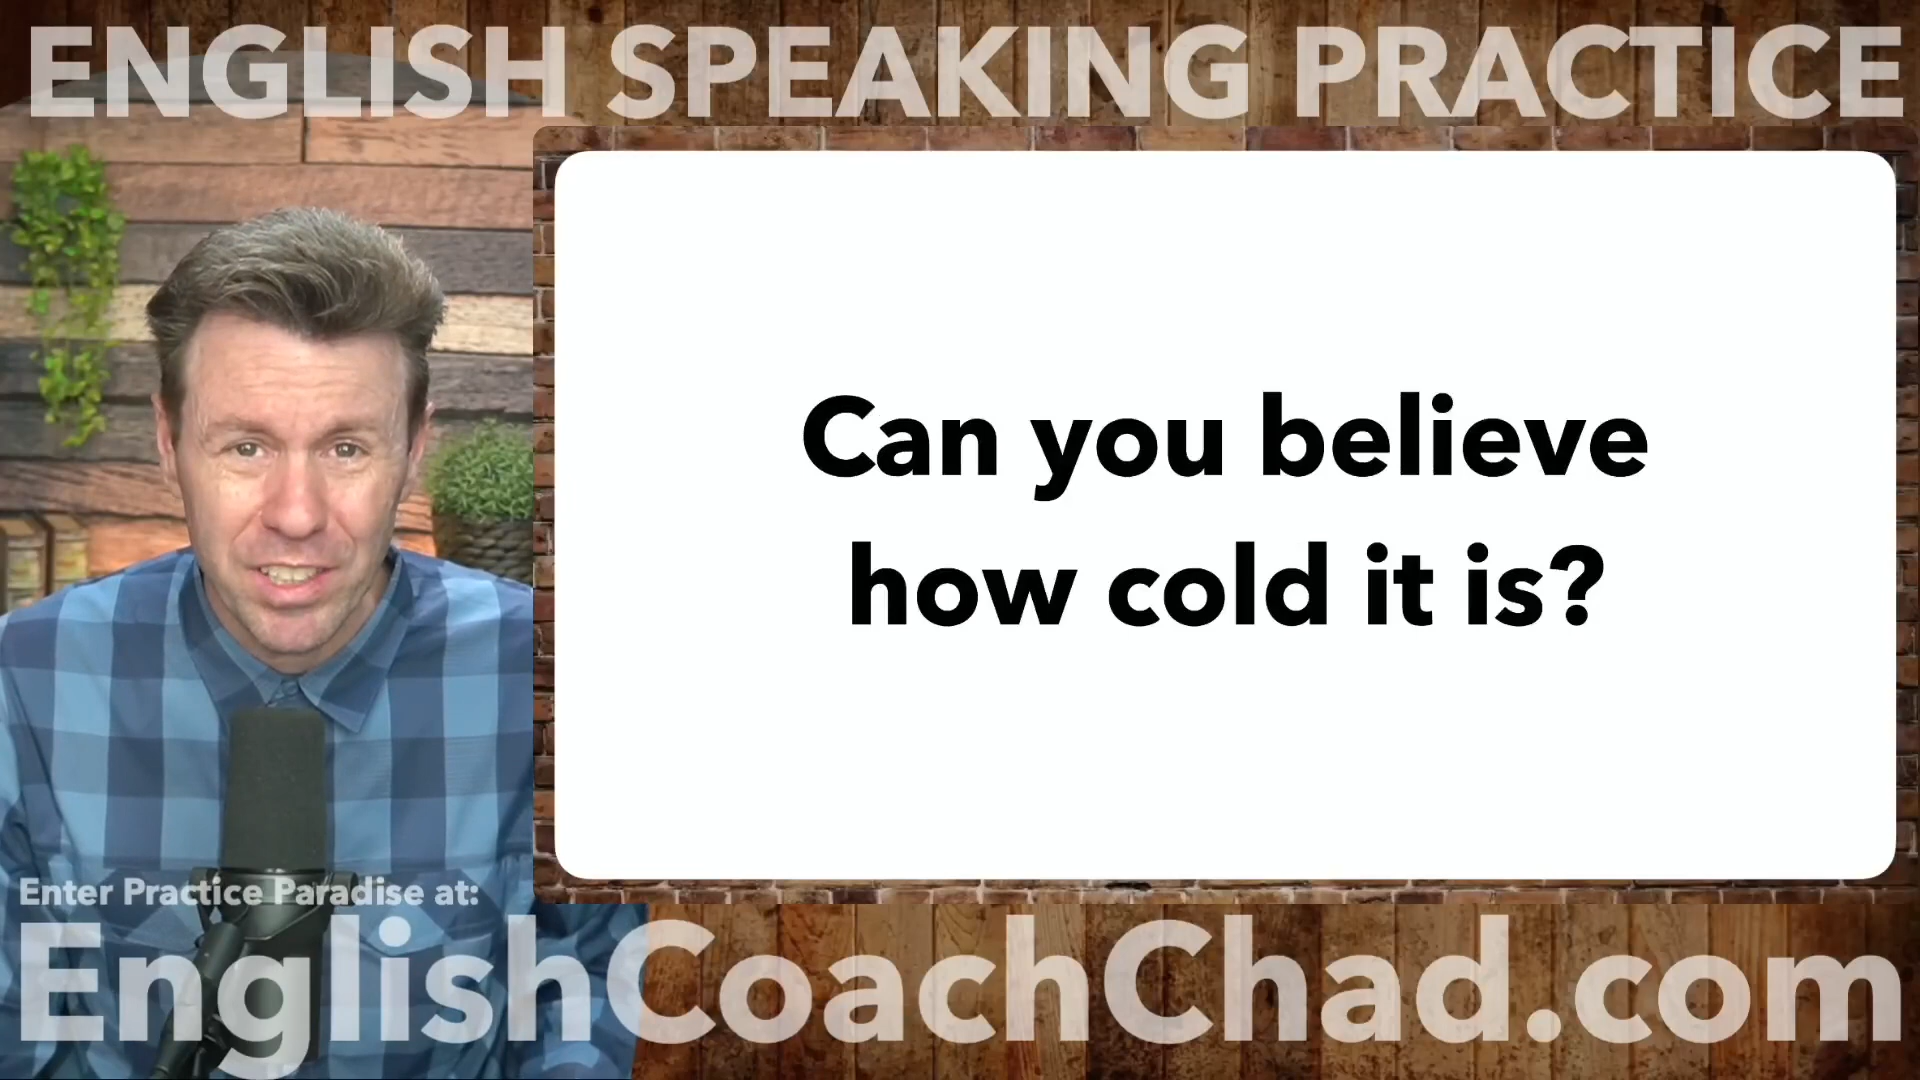 ENGLISH SPEAKING PRACTICE
Can you believe
how cold it is?
Enter Practice Paradise at:
EnglishCoachChad.com